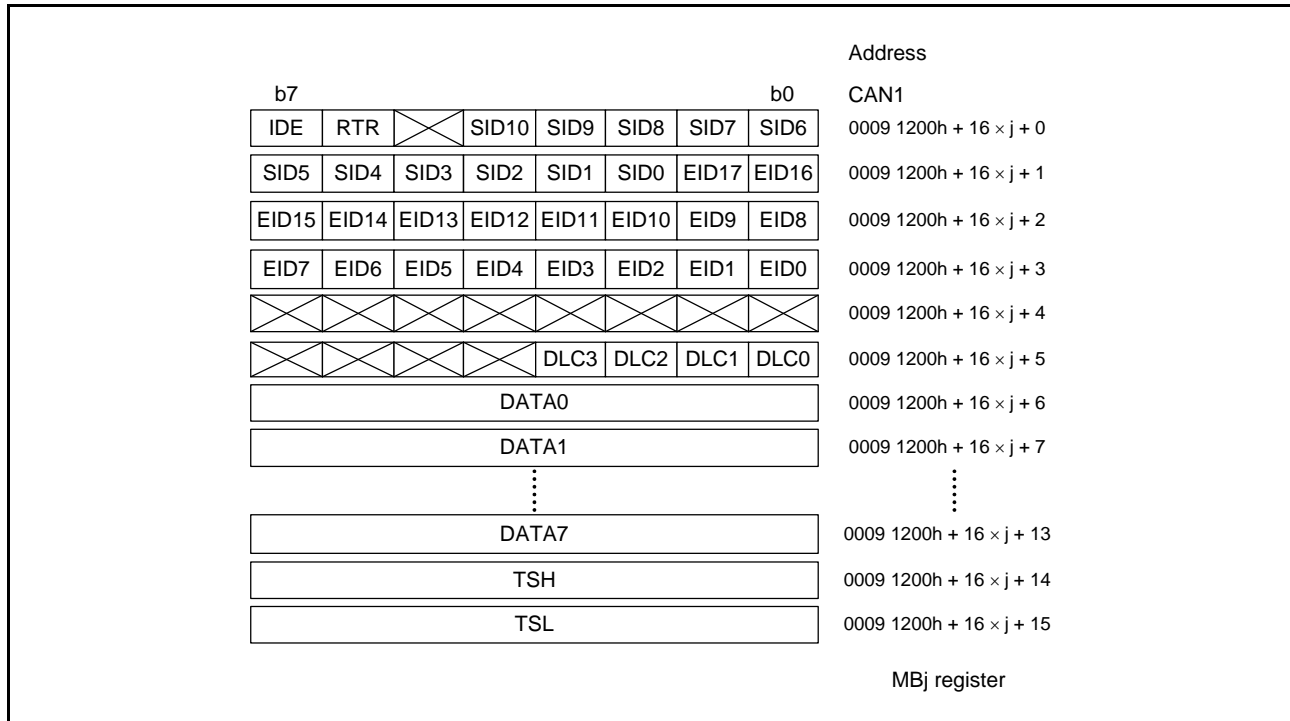 Address
b7 b0 CAN1
IDE RTR SID10 SID9 SID8 SID7 SID6 0009 1200h + 16 × j + 0
SID5 SID4 SID3 SID2 SID1 SID0 EID17 EID16 0009 1200h + 16 × j + 1
EID15 EID14 EID13 EID12 EID11 EID10 EID9 EID8 0009 1200h + 16 × j + 2
EID7 EID6 EID5 EID4 EID3 EID2 EID1 EID0 0009 1200h + 16 × j + 3
0009 1200h + 16 × j + 4
DLC3 DLC2 DLC1 DLC0 0009 1200h + 16 × j + 5
DATA0 0009 1200h + 16 × j + 6
DATA1 0009 1200h + 16 × j + 7
DATA7 0009 1200h + 16 × j + 13
TSH 0009 1200h + 16 × j + 14
TSL 0009 1200h + 16 × j + 15
MBj register